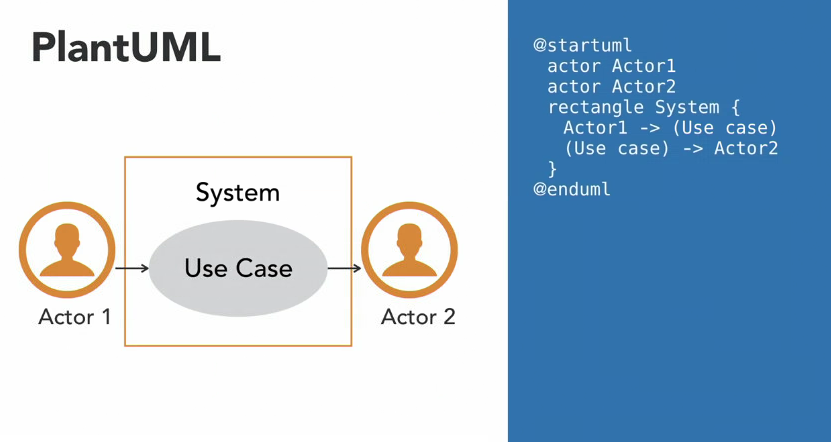 PlantUML
System
Use Case
Actor 1
Actor 2
@startuml
actor Actor1
actor Actor2
rectangle System {
Actor1 -> (Use case)
(Use case) -> Actor2
}
@enduml